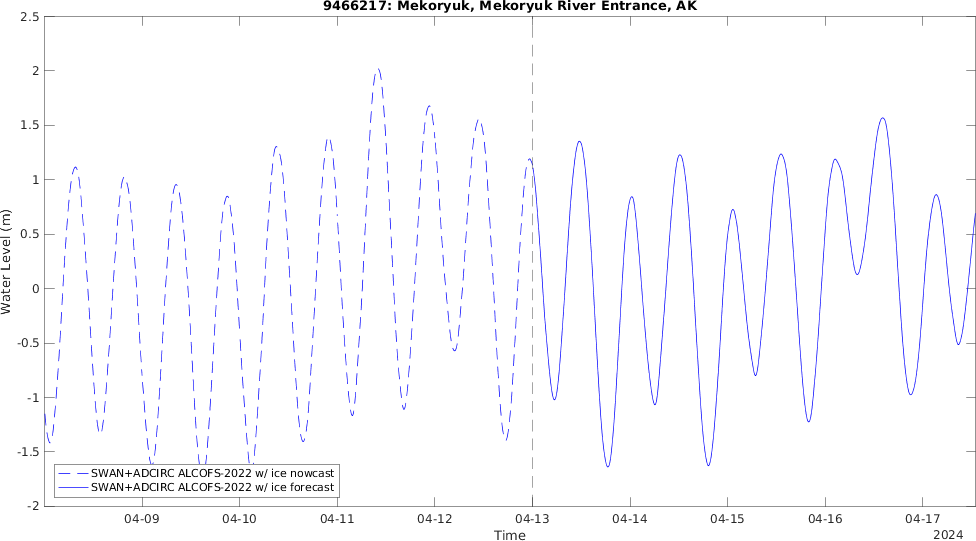 9466217: Mekoryuk, Mekoryuk River Entrance, AK
2.5
2
1.5
1
0.5
0
-0.5
-1
-1.5
-2
Water Level (m)
SWAN+ADCIRC ALCOFS-2022 w/ ice nowcast
SWAN+ADCIRC ALCOFS-2022 w/ ice forecast
04-09 04-10 04-11 04-12 04-13 04-14 04-15 04-16 04-17
Time
2024